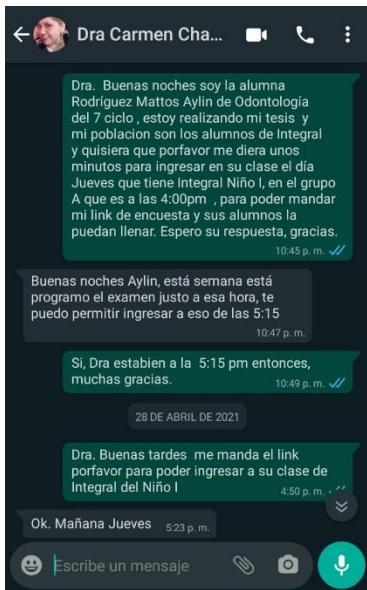 Dra Carmen Cha...
Dra. Buenas noches soy la alumna
Rodríguez Mattos Aylin de Odontología
del 7 ciclo , estoy realizando mi tesis y
mi poblacion son los alumnos de Integral
y quisiera que porfavor me diera unos
minutos para ingresar en su clase el día
Jueves que tiene Integral Niño I, en el grupo
A que es a las 4:00pm , para poder mandar
mi link de encuesta y sus alumnos la
puedan llenar. Espero su respuesta, gracias.
10:45 p. m.
Buenas noches Aylin, está semana está
programo el examen justo a esa hora, te
puedo permitir ingresar a eso de las 5:15
10:47 p. m.
Si, Dra estabien a la 5:15 pm entonces,
muchas gracias.
10:49 p. m.
28 DE ABRIL DE 2021
Dra. Buenas tardes me manda el link
porfavor para poder ingresar a su clase de
Integral del Niño I
4:50 p. m.
Ok. Mañana Jueves 5:23 p. m.
Escribe un mensaje